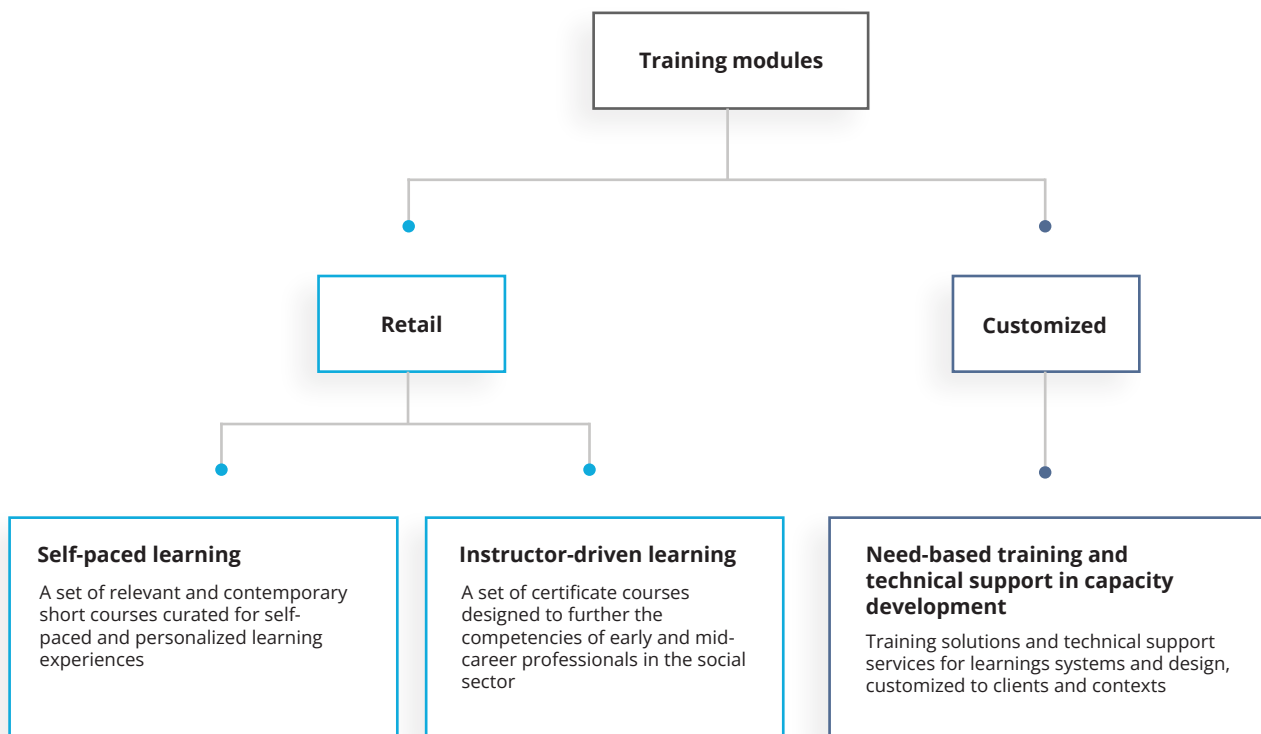 Training modules
Retail
Customized
Self-paced learning
A set of relevant and contemporary
short courses curated for self-
paced and personalized learning
experiences
Instructor-driven learning
A set of certificate courses
designed to further the
competencies of early and mid-
career professionals in the social
sector
Need-based training and
technical support in capacity
development
Training solutions and technical support
services for learnings systems and design,
customized to clients and contexts